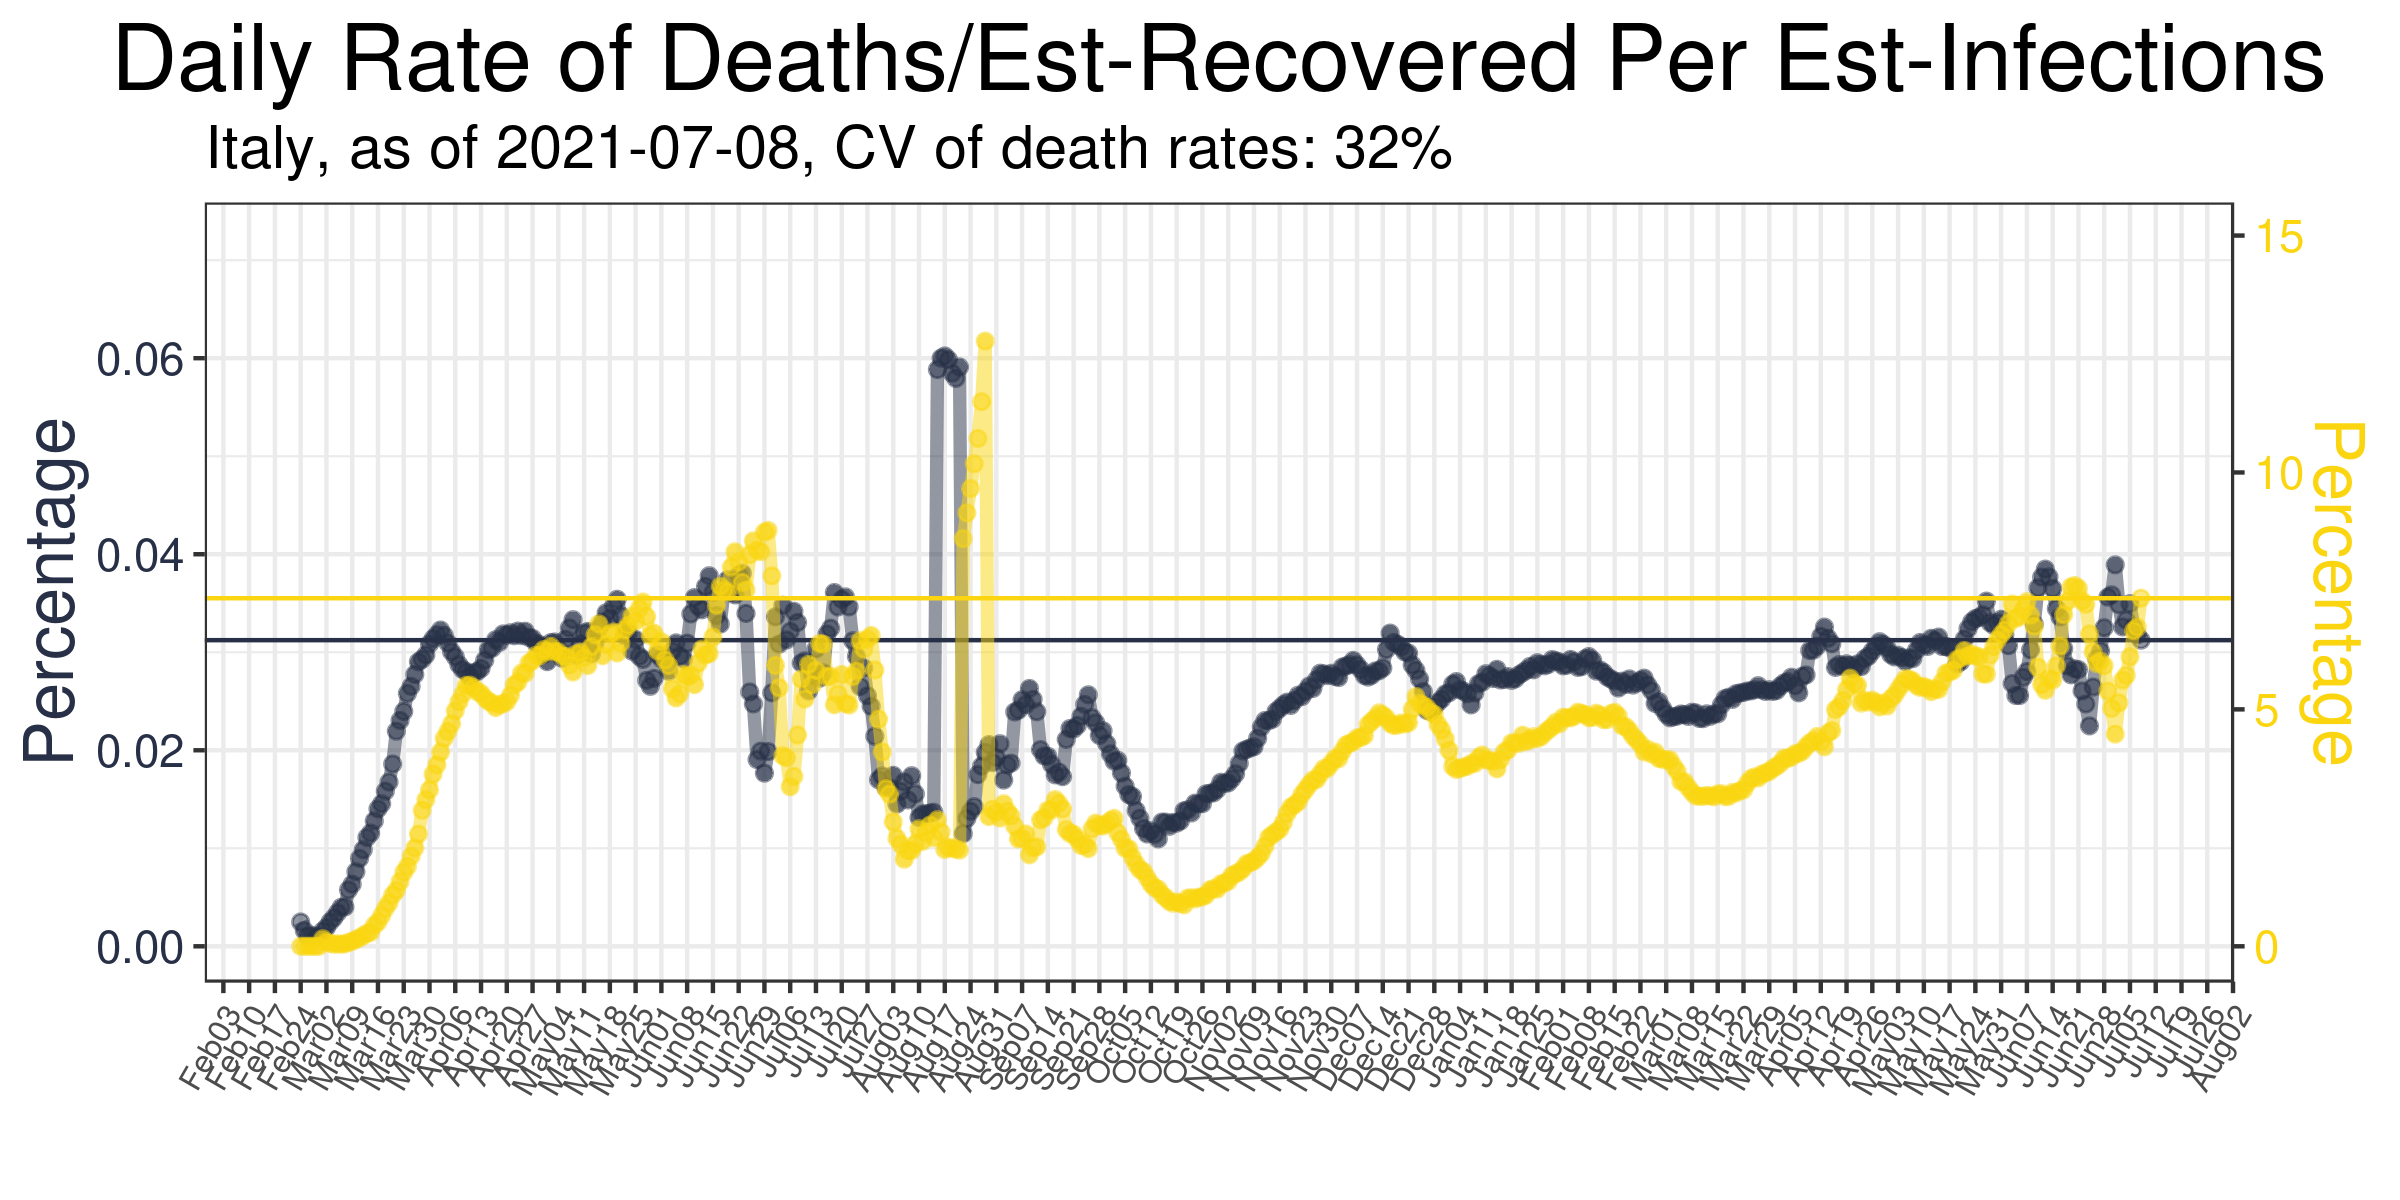 Daily Rate of Deaths/Est-Recovered Per Est-Infections
Italy, as of 2021-07-08, CV of death rates: 32%
Percentage
0.06
0.04
0.02
0.00
15
10
5
0
Percentage
Feb03
Feb10
Feb17
Feb24
Mar02
Mar09
Mar16
Mar23
Mar30
Apr06
Apr13
Apr20
Apr27
May04
May11
May18
May25
Jun01
Jun08
Jun15
Jun22
Jun29
Jul06
Jul13
Jul20
Jul27
Aug03
Aug10
Aug17
Aug24
Aug31
Sep07
Sep14
Sep21
Sep28
Oct05
Oct12
Oct19
Oct26
Nov02
Nov09
Nov16
Nov23
Nov30
Dec07
Dec14
Dec21
Dec28
Jan04
Jan11
Jan18
Jan25
Feb01
Feb08
Feb15
Feb22
Mar01
Mar08
Mar15
Mar22
Mar29
Apr05
Apr12
Apr19
Apr26
May03
May10
May17
May24
May31
Jun07
Jun14
Jun21
Jun28
Jul05
Jul12
Jul19
Jul26
Aug02